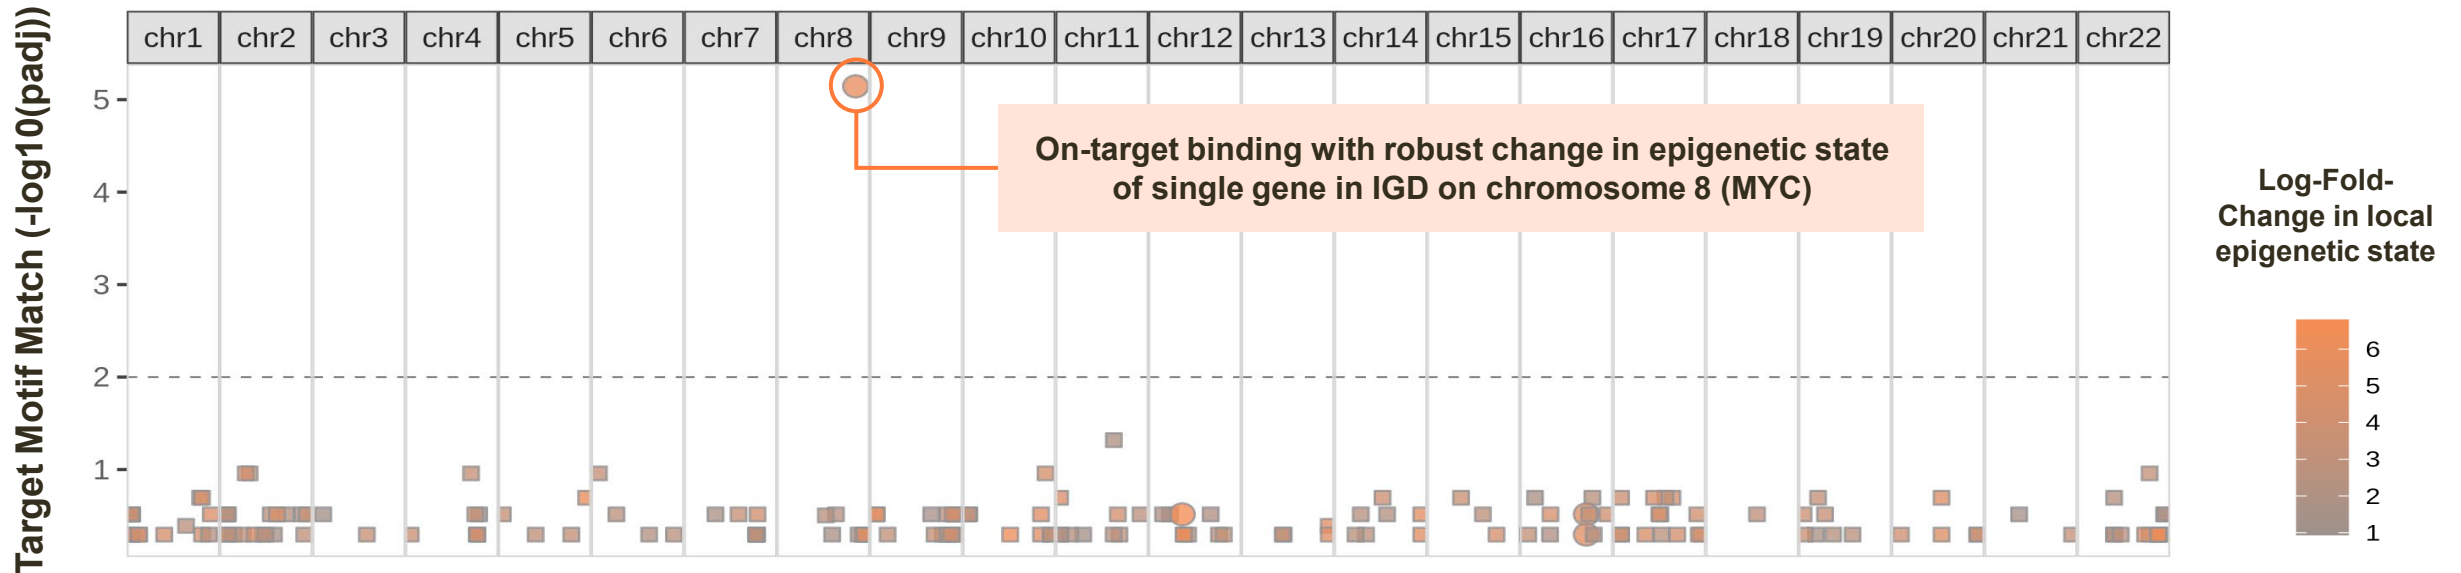 Target Motif Match (-log10(padj))
chr1 chr2 chr3 chr4 chr5 chr6 chr7 chr8 chr9 chr10 chr11 chr12 chr13 chr14 chr15 chr16 chr17 chr18 chr19 chr20 chr21 chr22
5
4
3
2
1
On-target binding with robust change in epigenetic state
of single gene in IGD on chromosome 8 (MYC)
Log-Fold-
Change in local
epigenetic state
6
5
4
3
2
1